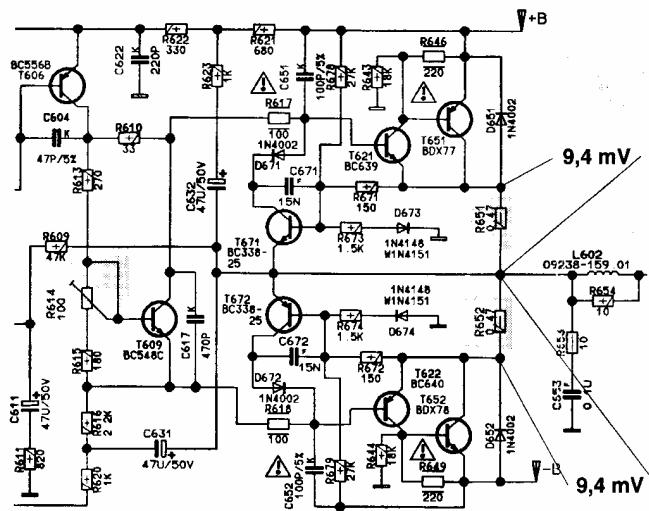 +B
BC556B
T606
C622
220P
R622
330
R623
1K
R621
680
C651
100P/5%
R678
27K
R643
18K
R646
220
C604
47P/5%
R610
33
R617
100
1N4002
D671
T621
BC639
T651
BDX77
D651
1N4002
9,4 mV
R613
270
C632
47U/50V
C671
15N
R671
150
R651
0.47
R609
47K
T671
BC338-
25
R673
1.5K
D673
1N4148
W1N4151
L602
09238-159.01
R614
100
T672
BC338-
25
1N4148
W1N4151
R674
1.5K
D674
R652
0.47
R654
10
R653
10
T609
BC548C
C617
470P
C672
15N
R672
150
T622
BC640
T652
BDX78
C653
0.1U
R615
180
D672
1N4002
R618
100
D652
1N4002
C611
47U/50V
R616
2.2K
C631
47U/50V
R611
820
R620
1K
C652
100P/5%
R679
27K
R644
18K
R649
220
-B
9,4 mV